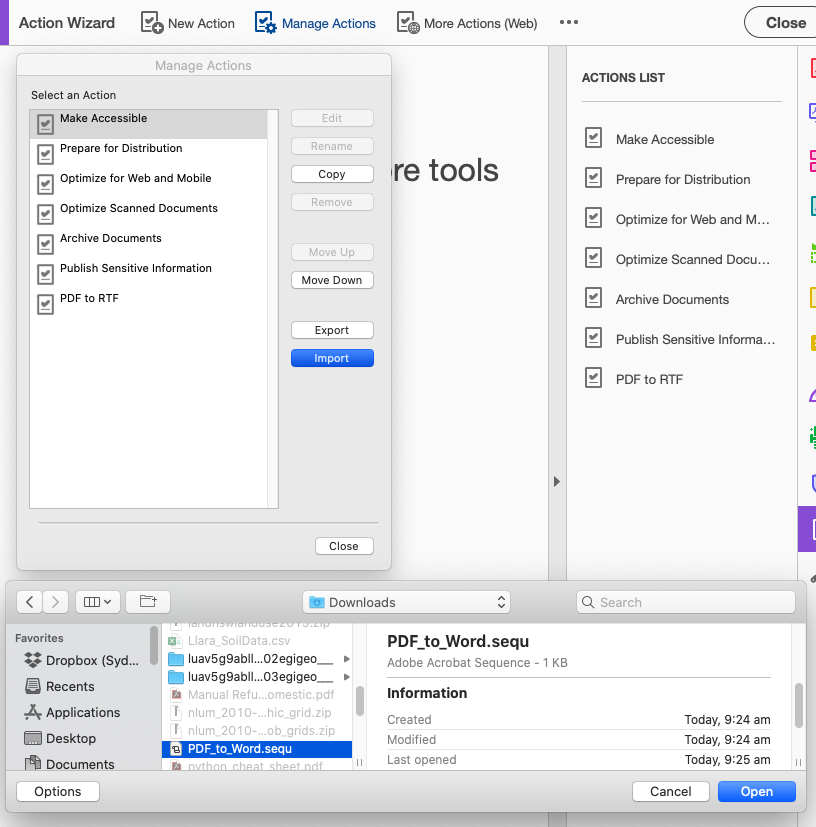 Action Wizard
New Action
Manage Actions
More Actions (Web)
•••
Close
Manage Actions
Select an Action
Make Accessible
Prepare for Distribution
Optimize for Web and Mobile
Optimize Scanned Documents
Archive Documents
Publish Sensitive Information
PDF to RTF
Edit
Rename
Copy
Remove
Move Up
Move Down
Export
Import
Close
re tools
ACTIONS LIST
Make Accessible
Prepare for Distribution
Optimize for Web and M...
Optimize Scanned Docu...
Archive Documents
Publish Sensitive Informa...
PDF to RTF
Downloads
Search
Favorites
Dropbox (Syd...
Recents
Applications
Desktop
Documents
Llara_SoilData.csv
luav5g9abll...02egigeo___
luav5g9abll...03egigeo___
Manual Refu...omestic.pdf
nlum_2010-...hic_grid.zip
nlum_2010-...ob_grids.zip
PDF_to_Word.sequ
python_cheat_sheet.pdf
PDF_to_Word.sequ
Adobe Acrobat Sequence - 1 KB
Information
Created Today, 9:24 am
Modified Today, 9:24 am
Last opened Today, 9:25 am
Options
Cancel
Open